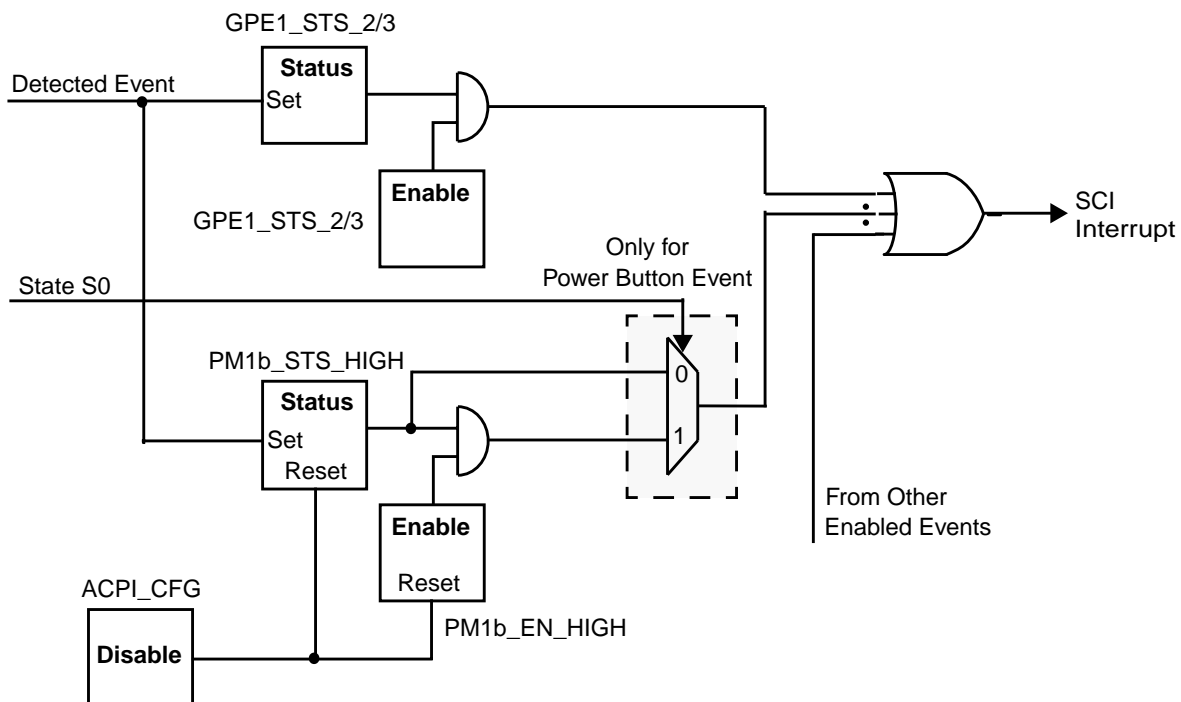 GPE1_STS_2/3
Detected Event
Status
Set
Enable
GPE1_STS_2/3
SCI
Interrupt
Only for
Power Button Event
State S0
PM1b_STS_HIGH
Status
Set
Reset
0
1
Enable
Reset
From Other
Enabled Events
ACPI_CFG
Disable
PM1b_EN_HIGH